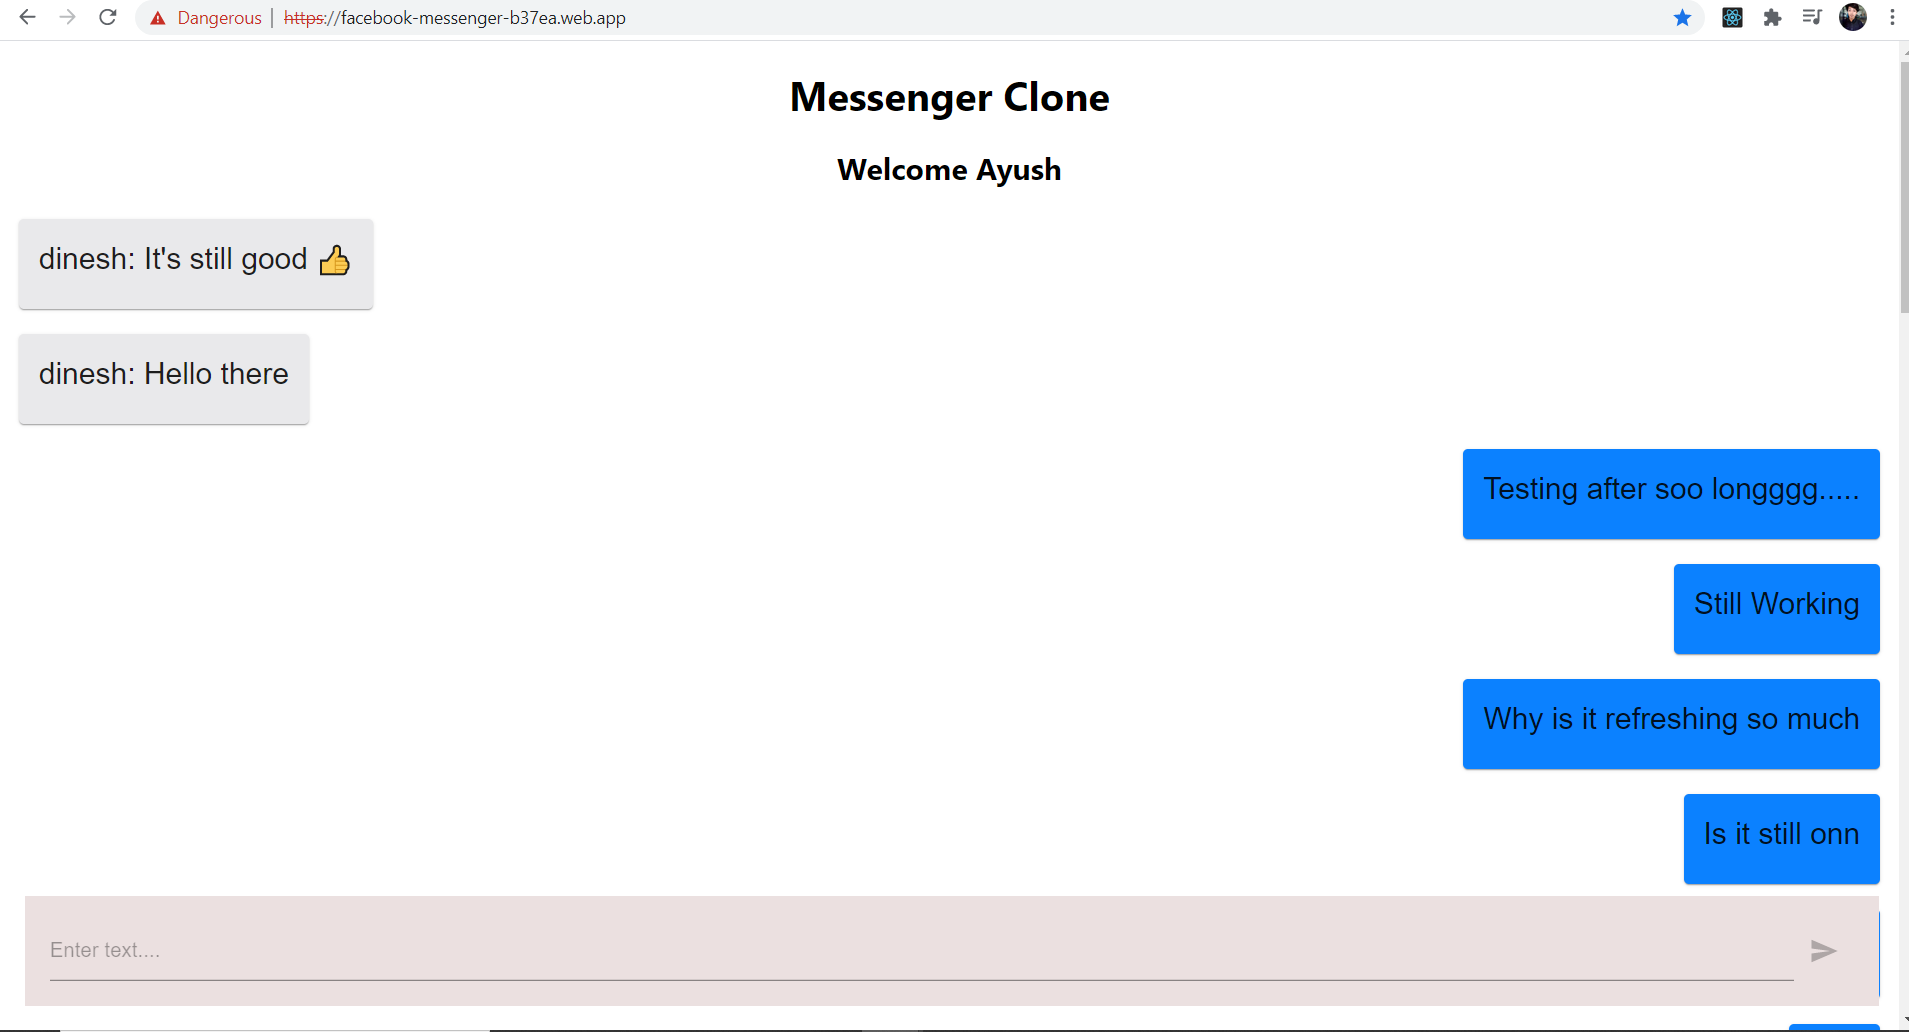 Dangerous | https://facebook-messenger-b37ea.web.app
Messenger Clone
Welcome Ayush
dinesh: It's still good 👍
dinesh: Hello there
Testing after soo longggg.....
Still Working
Why is it refreshing so much
Is it still onn
Enter text....